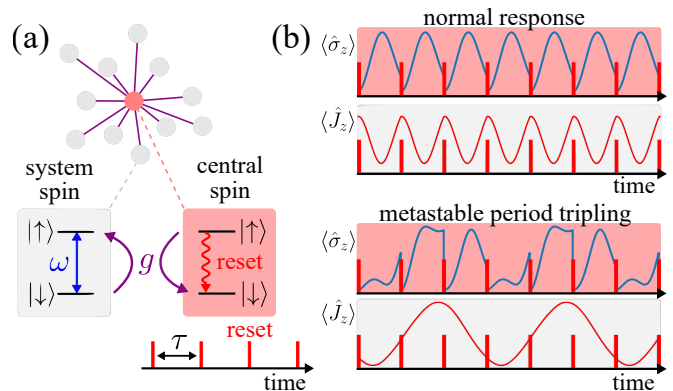 (a)
system
spin
central
spin
|↑⟩
ω
|↓⟩
g
|↑⟩
reset
|↓⟩
reset
τ
time
(b)
normal response
⟨σ̂z⟩
⟨Ĵz⟩
time
metastable period tripling
⟨σ̂z⟩
⟨Ĵz⟩
time